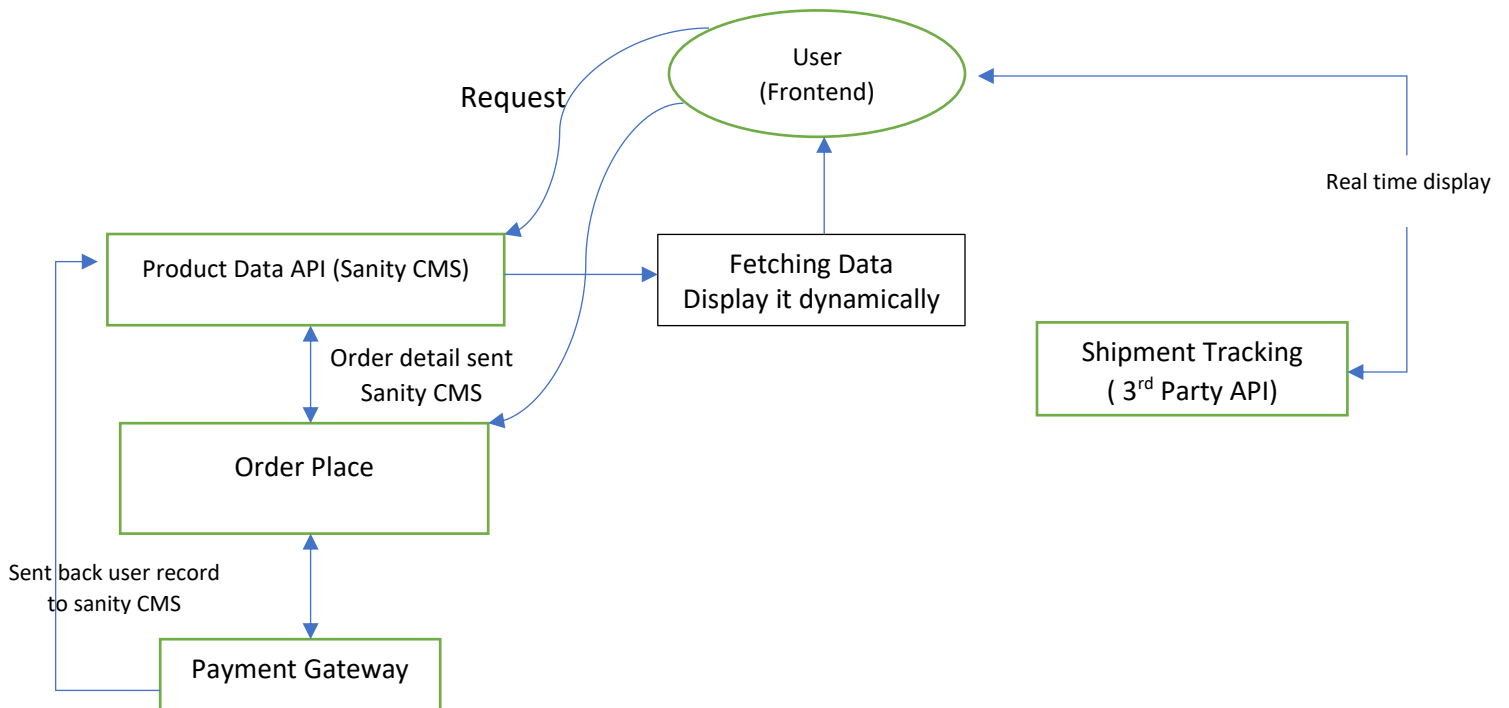 User
(Frontend)
Request
Real time display
Product Data API (Sanity CMS)
Fetching Data
Display it dynamically
Order detail sent
Sanity CMS
Shipment Tracking
( 3rd Party API)
Order Place
Sent back user record
to sanity CMS
Payment Gateway